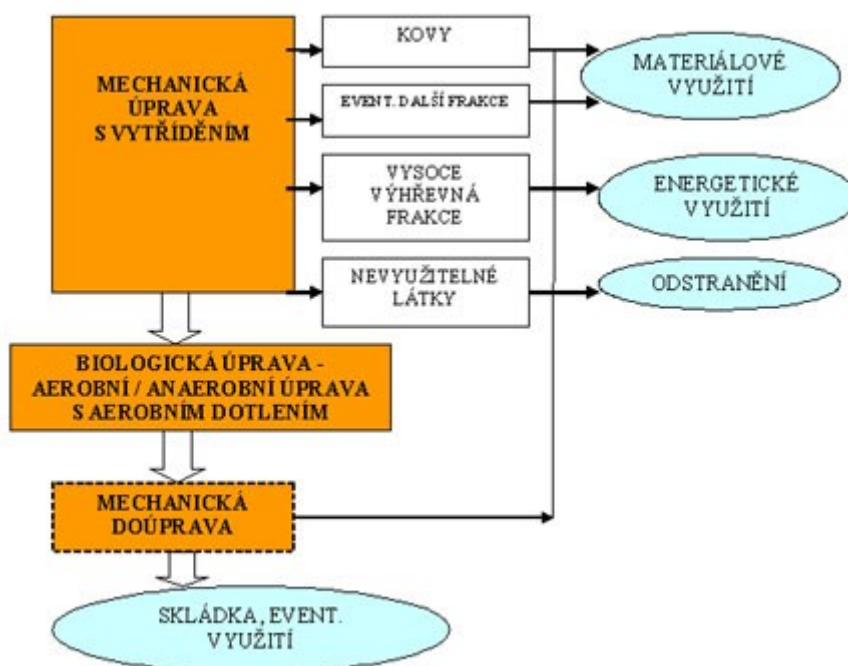 MECHANICKÁ
ÚPRAVA
S VYTŘÍDĚNÍM
KOVY
EVENT. DALŠÍ FRAKCE
MATERIÁLOVÉ
VYUŽITÍ
VYSOCE
VÝHŘEVNÁ
FRAKCE
ENERGETICKÉ
VYUŽITÍ
NEVYUŽITELNÉ
LÁTKY
ODSTRANĚNÍ
BIOLOGICKÁ ÚPRAVA -
AEROBNÍ / ANAEROBNÍ ÚPRAVA
S AEROBNÍM DOTLENÍM
MECHANICKÁ
DOÚPRAVA
SKLÁDKA, EVENT.
VYUŽITÍ